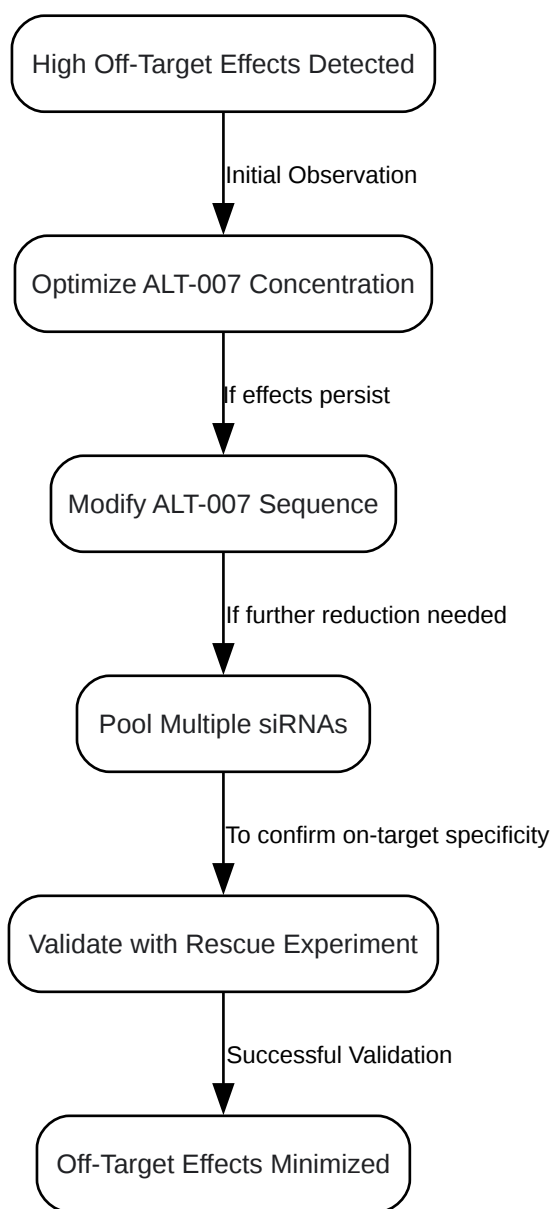 High Off-Target Effects Detected
Initial Observation
Optimize ALT-007 Concentration
If effects persist
Modify ALT-007 Sequence
If further reduction needed
Pool Multiple siRNAs
To confirm on-target specificity
Validate with Rescue Experiment
Successful Validation
Off-Target Effects Minimized